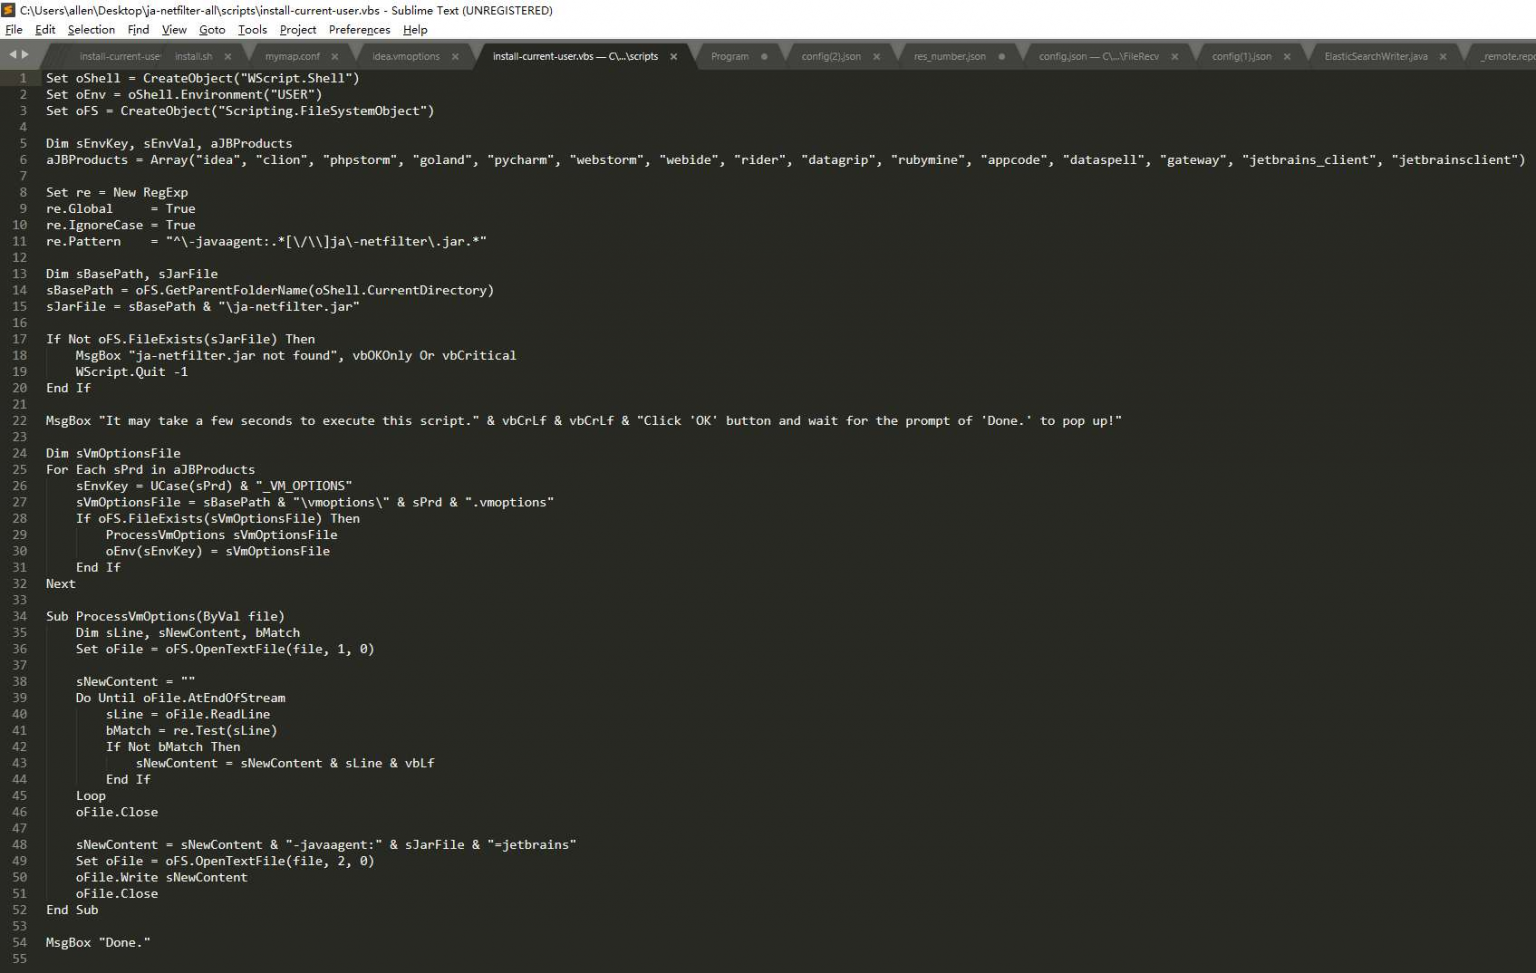 C:\Users\allen\Desktop\ja-netfilter-all\scripts\install-current-user.vbs - Sublime Text (UNREGISTERED)
File Edit Selection Find View Goto Tools Project Preferences Help
install-current-use install.sh × mymap.conf × idea.vmoptions × install-current-user.vbs — C\...\scripts × Program config(2).json × res_number.json config.json — C\...\FileRecv × config(1).json × ElasticSearchWriter.java × _remote.repo
1 Set oShell = CreateObject("WScript.Shell")
2 Set oEnv = oShell.Environment("USER")
3 Set oFS = CreateObject("Scripting.FileSystemObject")
4
5 Dim sEnvKey, sEnvVal, aJBProducts
6 aJBProducts = Array("idea", "clion", "phpstorm", "goland", "pycharm", "webstorm", "webide", "rider", "datagrip", "rubymine", "appcode", "dataspell", "gateway", "jetbrains_client", "jetbrainsclient")
7
8 Set re = New RegExp
9 re.Global     = True
10 re.IgnoreCase = True
11 re.Pattern    = "^\-javaagent:.*[\/\\]ja\-netfilter\.jar.*"
12
13 Dim sBasePath, sJarFile
14 sBasePath = oFS.GetParentFolderName(oShell.CurrentDirectory)
15 sJarFile = sBasePath & "\ja-netfilter.jar"
16
17 If Not oFS.FileExists(sJarFile) Then
18     MsgBox "ja-netfilter.jar not found", vbOKOnly Or vbCritical
19     WScript.Quit -1
20 End If
21
22 MsgBox "It may take a few seconds to execute this script." & vbCrLf & vbCrLf & "Click 'OK' button and wait for the prompt of 'Done.' to pop up!"
23
24 Dim sVmOptionsFile
25 For Each sPrd in aJBProducts
26     sEnvKey = UCase(sPrd) & "_VM_OPTIONS"
27     sVmOptionsFile = sBasePath & "\vmoptions\" & sPrd & ".vmoptions"
28     If oFS.FileExists(sVmOptionsFile) Then
29         ProcessVmOptions sVmOptionsFile
30         oEnv(sEnvKey) = sVmOptionsFile
31     End If
32 Next
33
34 Sub ProcessVmOptions(ByVal file)
35     Dim sLine, sNewContent, bMatch
36     Set oFile = oFS.OpenTextFile(file, 1, 0)
37
38     sNewContent = ""
39     Do Until oFile.AtEndOfStream
40         sLine = oFile.ReadLine
41         bMatch = re.Test(sLine)
42         If Not bMatch Then
43             sNewContent = sNewContent & sLine & vbLf
44         End If
45     Loop
46     oFile.Close
47
48     sNewContent = sNewContent & "-javaagent:" & sJarFile & "=jetbrains"
49     Set oFile = oFS.OpenTextFile(file, 2, 0)
50     oFile.Write sNewContent
51     oFile.Close
52 End Sub
53
54 MsgBox "Done."
55